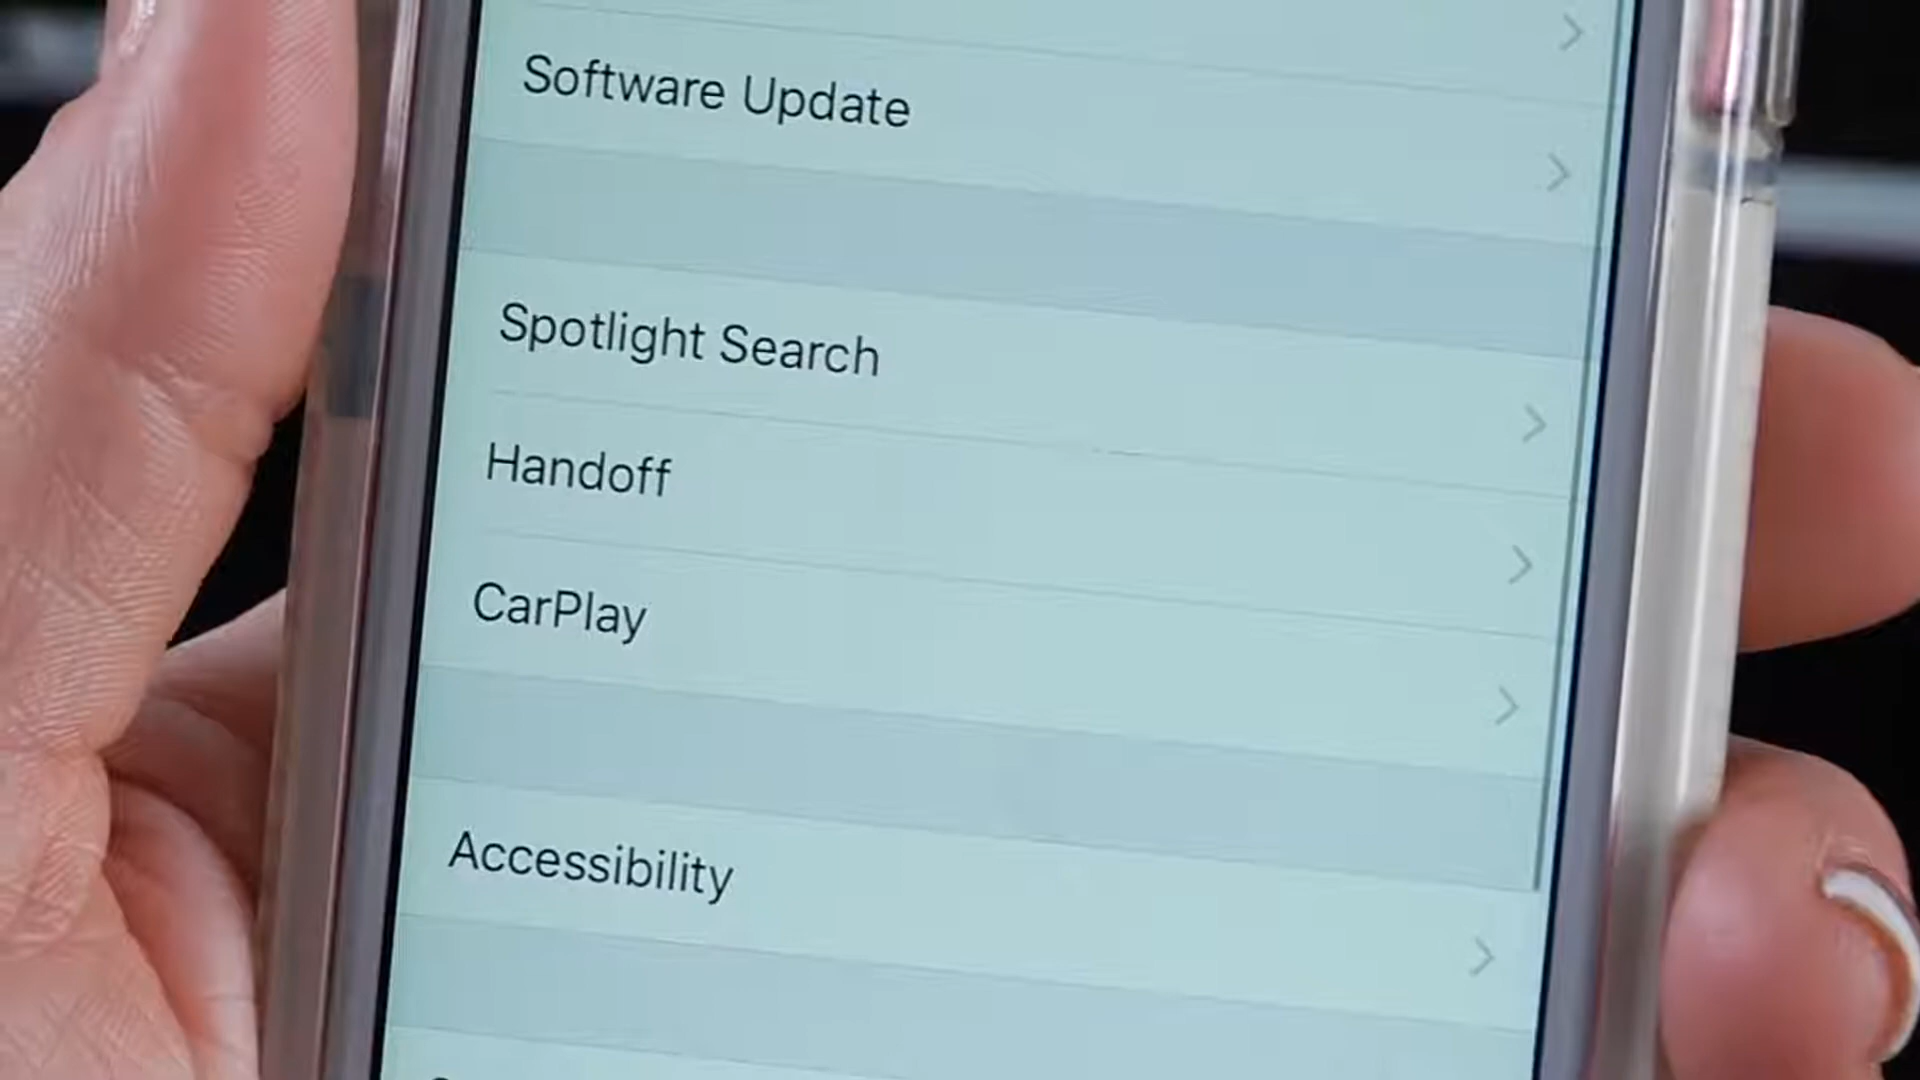 Software Update
Spotlight Search
Handoff
CarPlay
Accessibility